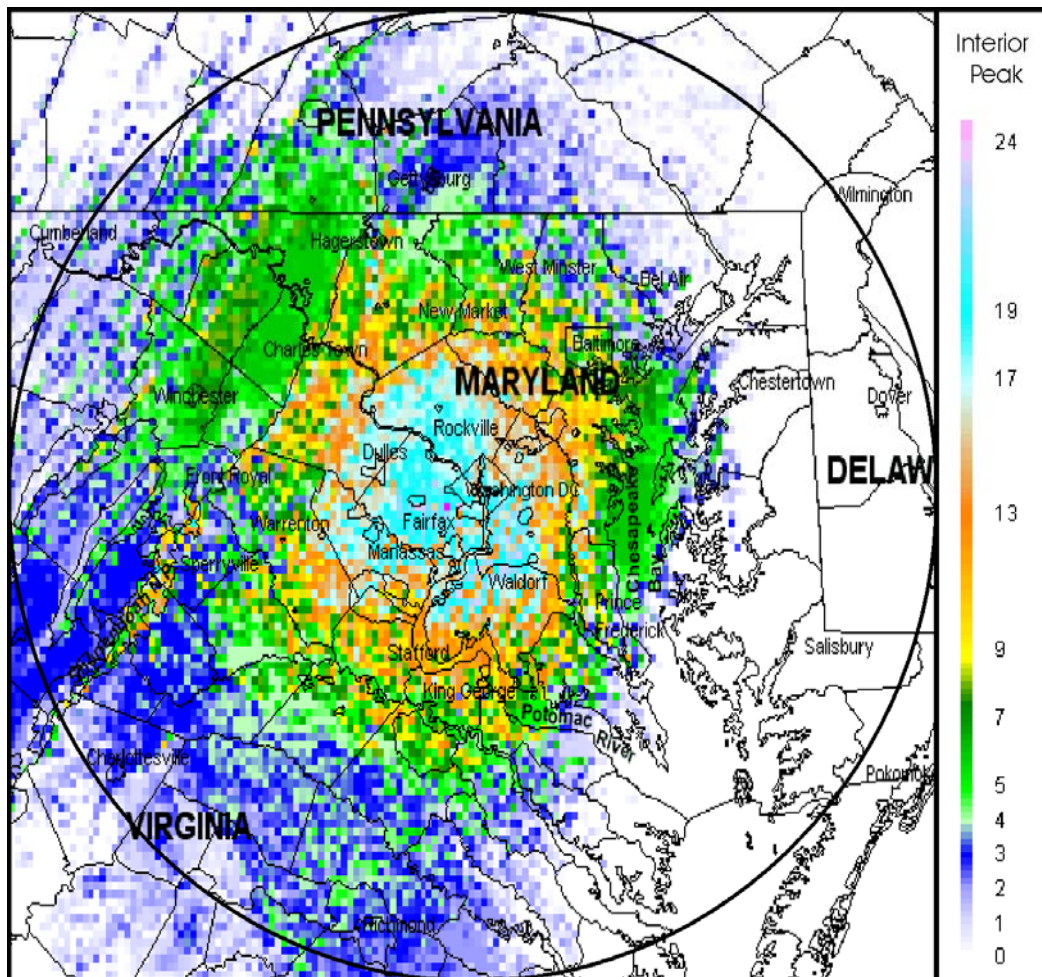 Interior
Peak
24
19
17
13
9
7
5
4
3
2
1
0
PENNSYLVANIA
Gettysburg
Wilmington
Cumberland
Hagerstown
West Minster
Bel Air
New Market
Baltimore
Charles Town
MARYLAND
Chestertown
Dover
Winchester
Rockville
Dulles
DELAW
Front Royal
Washington DC
Warrenton
Fairfax
Chesapeake
Bay
Manassas
Sperryville
Waldorf
Prince
Frederick
Stafford
Salisbury
King George
Potomac
River
Charlottesville
Pokomok
VIRGINIA
Richmond